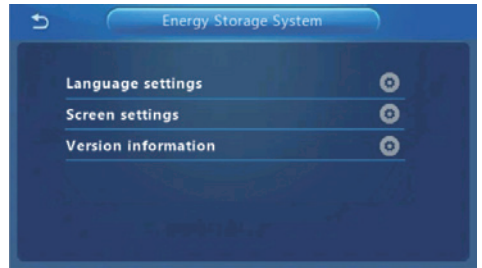 Energy Storage System
Language settings
Screen settings
Version information